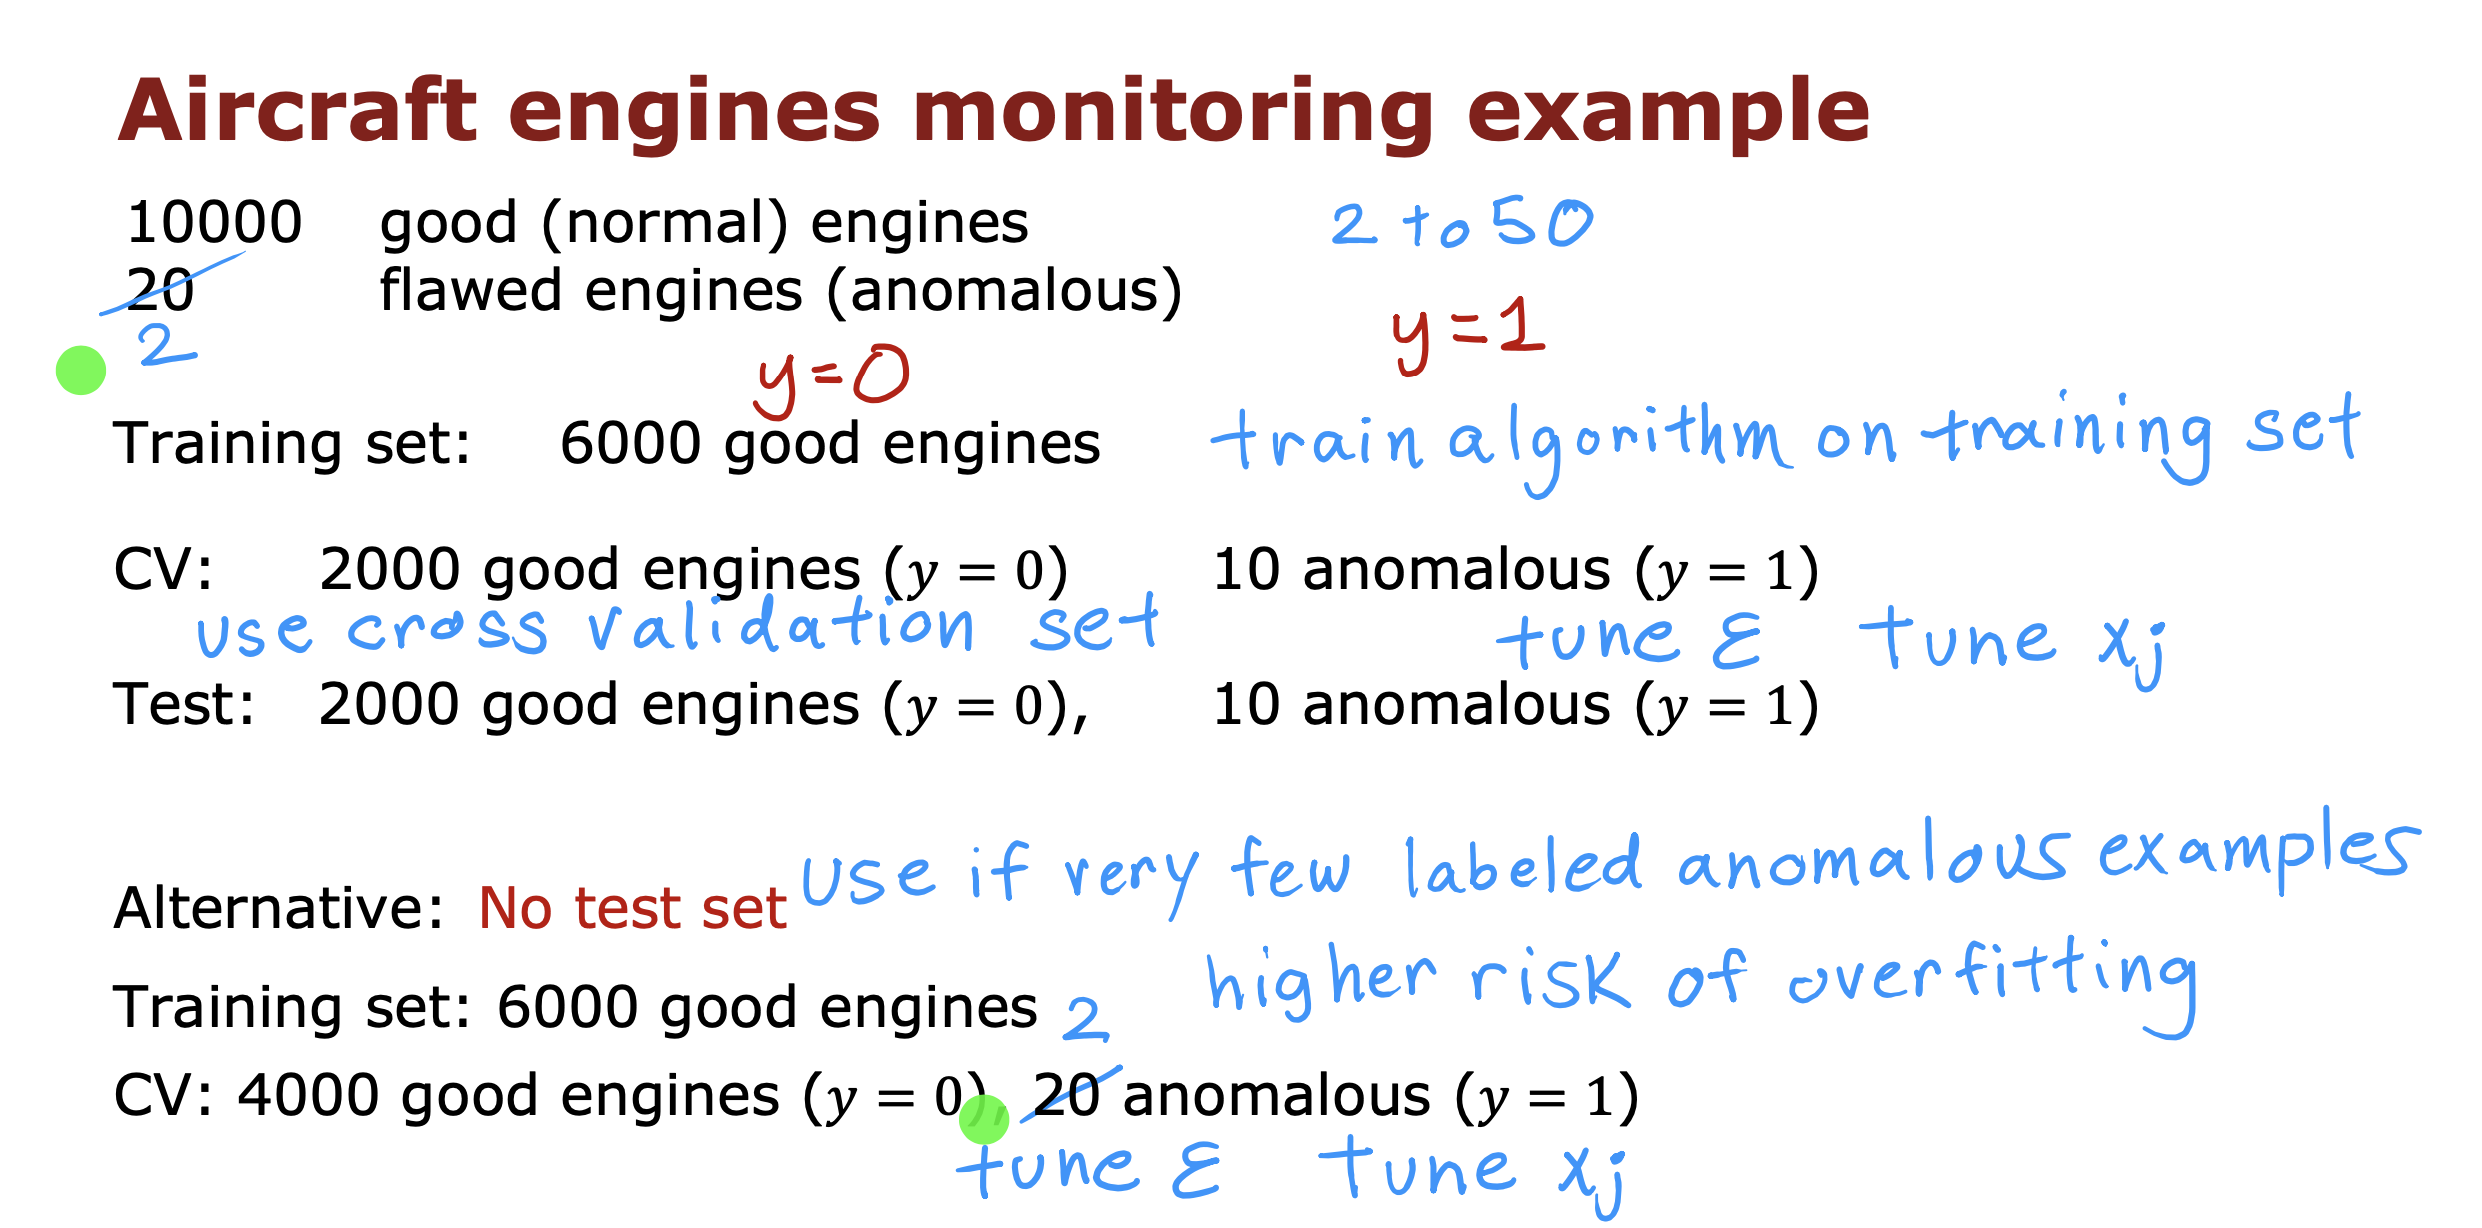 Aircraft engines monitoring example
10000 good (normal) engines 2 to 50
20 flawed engines (anomalous)
2 y=0 y=1
Training set: 6000 good engines train algorithm on training set
CV: 2000 good engines (y = 0) 10 anomalous (y = 1)
use cross validation set tune ε tune xj
Test: 2000 good engines (y = 0), 10 anomalous (y = 1)
Alternative: No test set use if very few labeled anomalous examples
higher risk of overfitting
Training set: 6000 good engines 2
CV: 4000 good engines (y = 0), 20 anomalous (y = 1)
tune ε tune xj